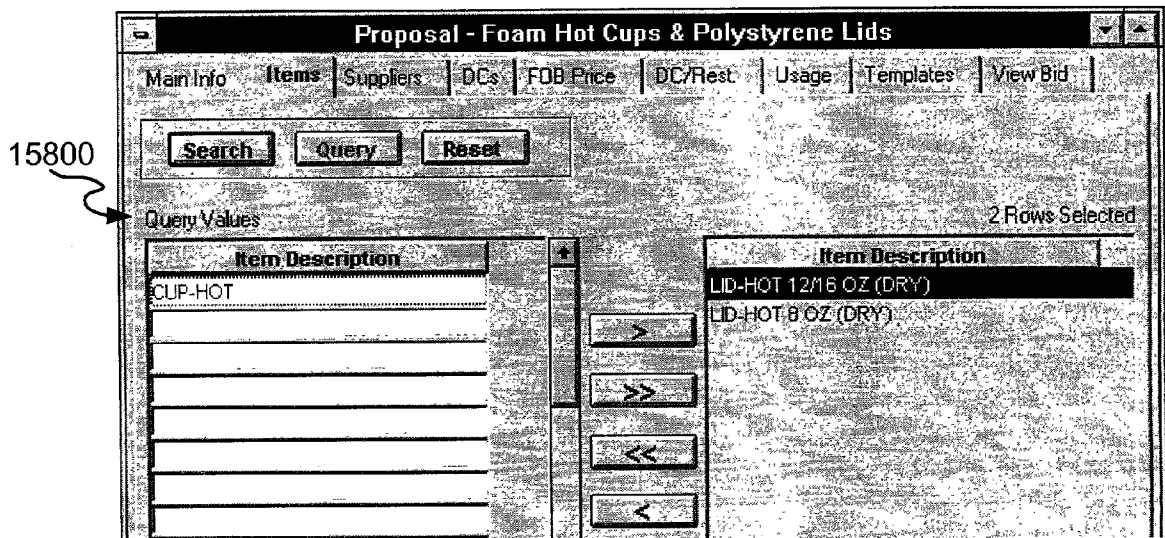 Proposal - Foam Hot Cups & Polystyrene Lids
Main Info Items Suppliers DCs FOB Price DC/Rest. Usage Templates View Bid
Search Query Reset
15800
Query Values 2 Rows Selected
Item Description Item Description
CUP-HOT LID-HOT 12/16 OZ (DRY)
LID-HOT 8 OZ (DRY)
>
>>
<<
<